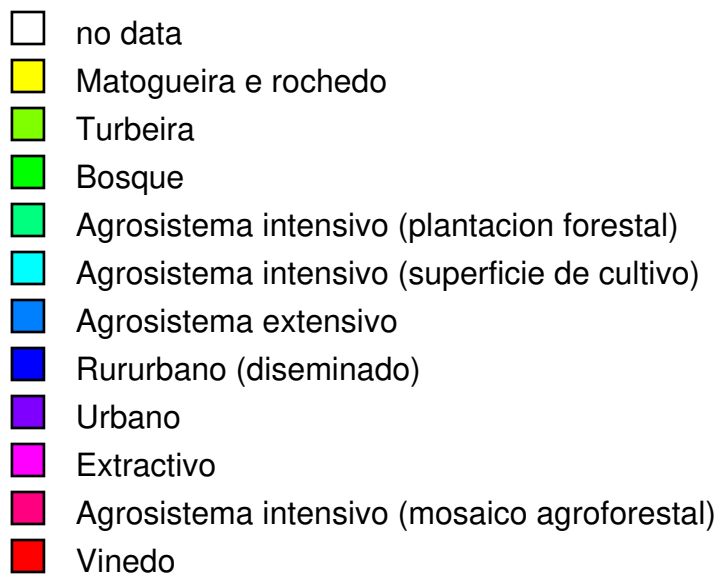 no data
Matogueira e rochedo
Turbeira
Bosque
Agrosistema intensivo (plantacion forestal)
Agrosistema intensivo (superficie de cultivo)
Agrosistema extensivo
Rururbano (diseminado)
Urbano
Extractivo
Agrosistema intensivo (mosaico agroforestal)
Vinedo